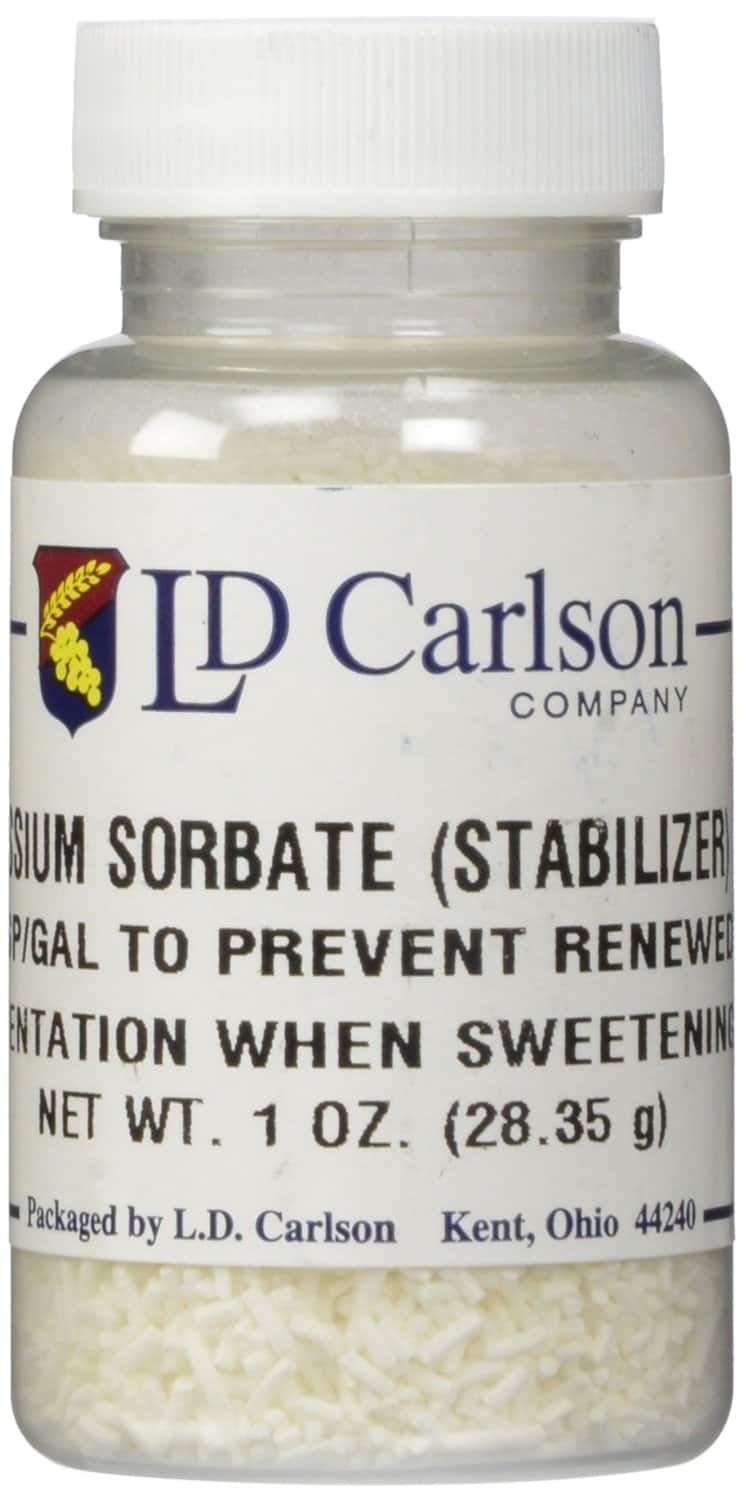 LD Carlson
COMPANY
SSIUM SORBATE (STABILIZER)
P/GAL TO PREVENT RENEWED
ENTATION WHEN SWEETENING
NET WT. 1 OZ. (28.35 g)
Packaged by L.D. Carlson Kent, Ohio 44240